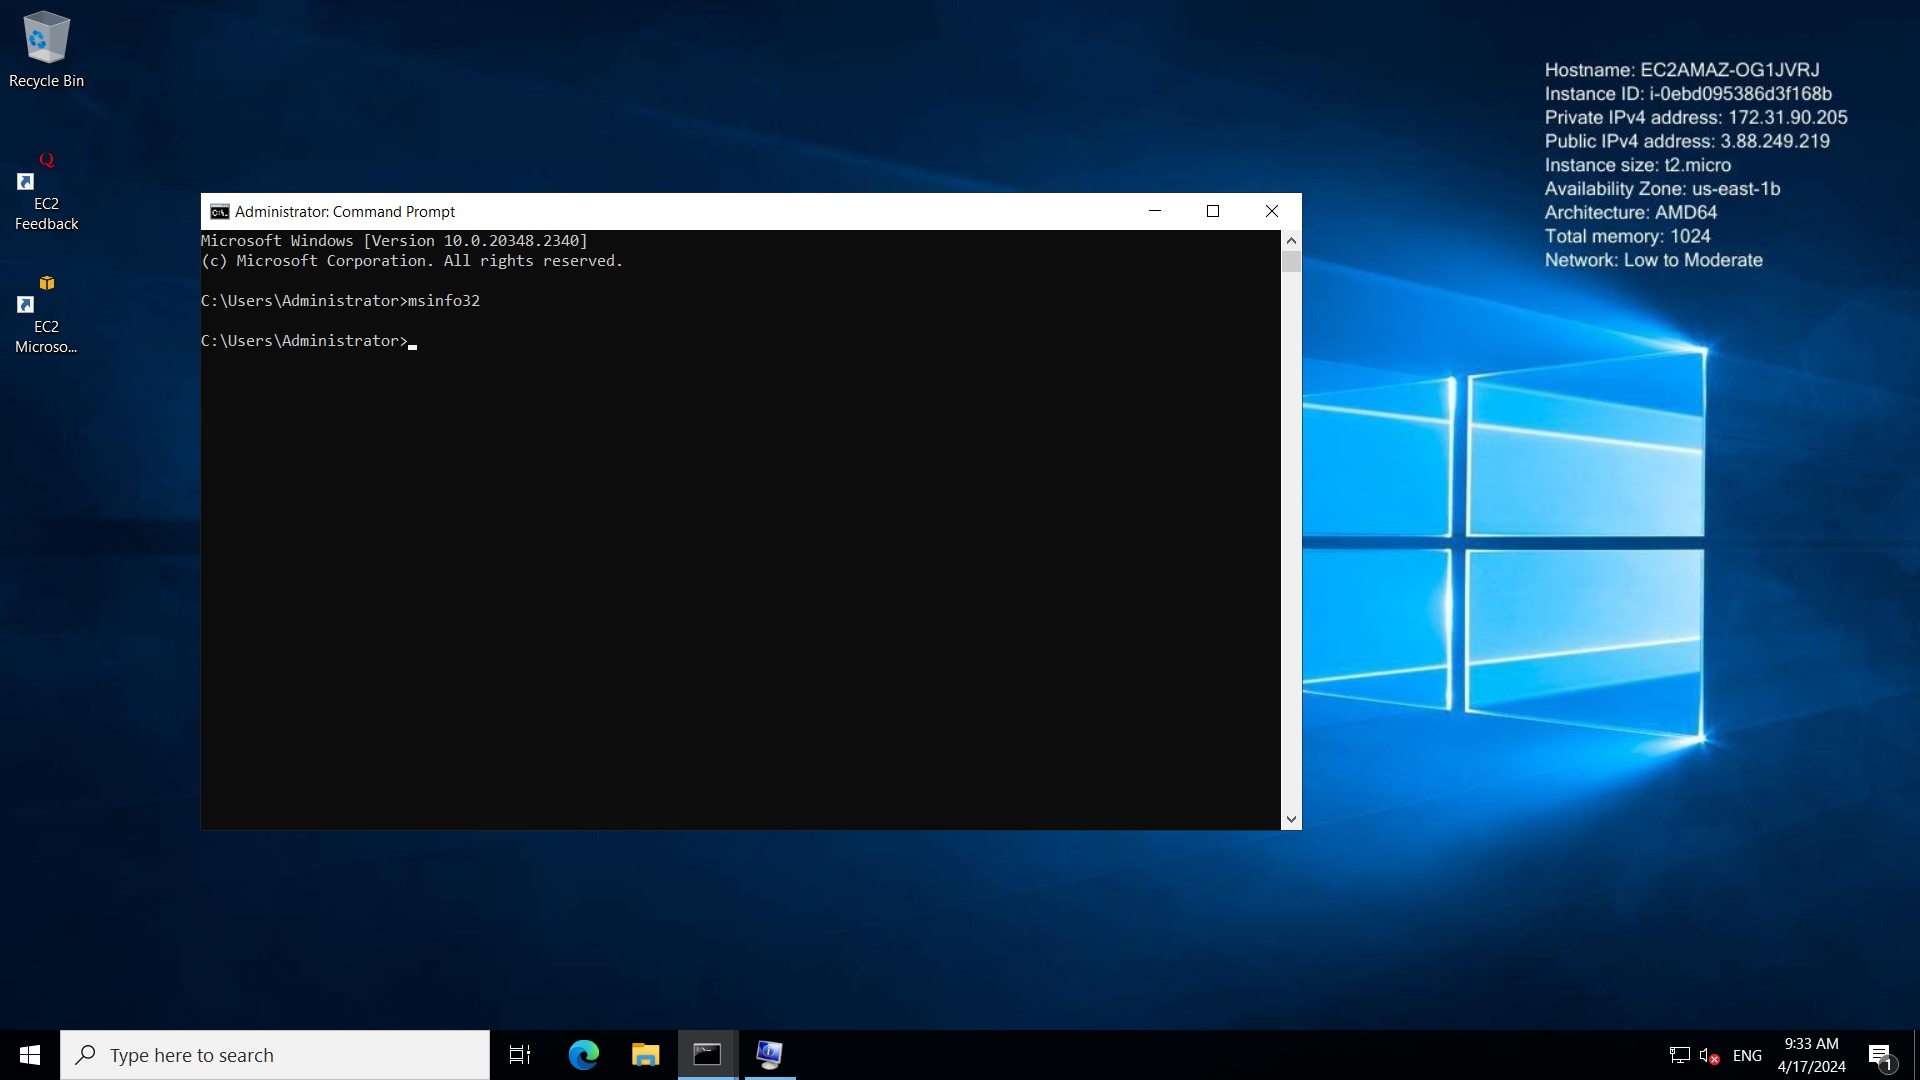 Recycle Bin
EC2
Feedback
EC2
Microso...
Hostname: EC2AMAZ-OG1JVRJ
Instance ID: i-0ebd095386d3f168b
Private IPv4 address: 172.31.90.205
Public IPv4 address: 3.88.249.219
Instance size: t2.micro
Availability Zone: us-east-1b
Architecture: AMD64
Total memory: 1024
Network: Low to Moderate
Administrator: Command Prompt
Microsoft Windows [Version 10.0.20348.2340]
(c) Microsoft Corporation. All rights reserved.
C:\Users\Administrator>msinfo32
C:\Users\Administrator>
Type here to search
ENG
9:33 AM
4/17/2024
1